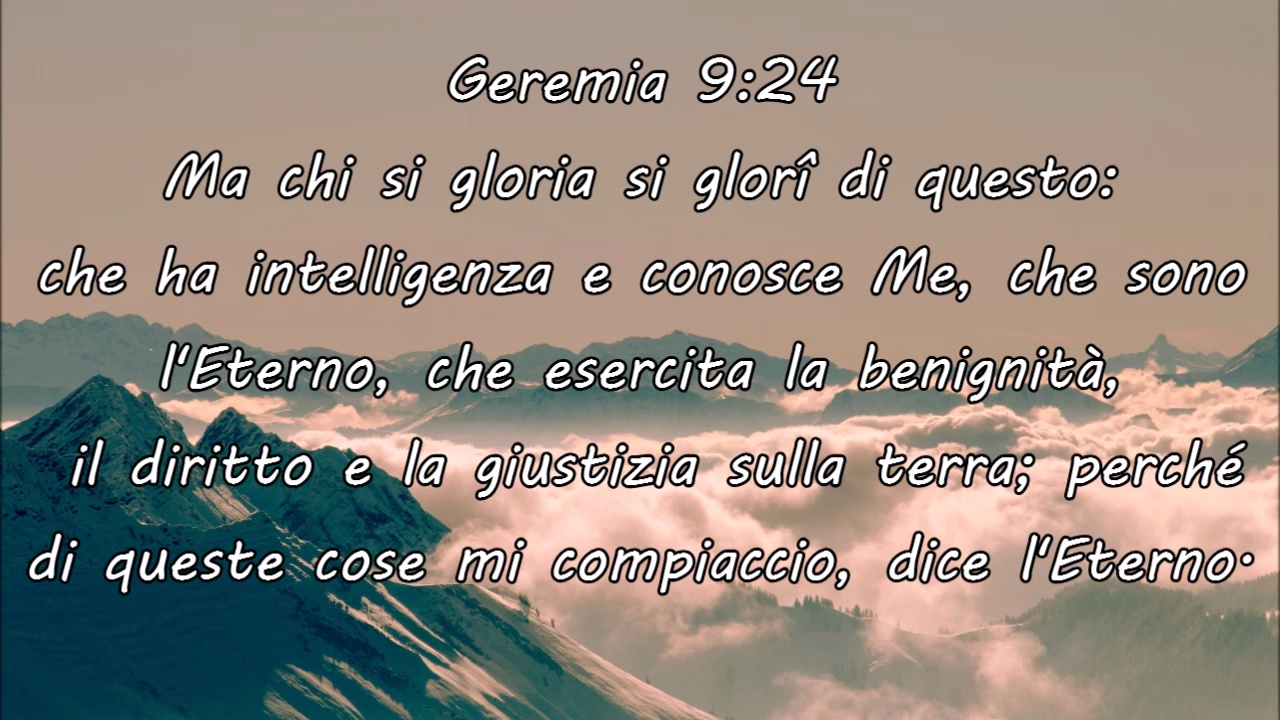 Geremia 9:24
Ma chi si gloria si glorî di questo:
che ha intelligenza e conosce Me, che sono
l‘Eterno, che esercita la benignità,
il diritto e la giustizia sulla terra; perché
di queste cose mi compiaccio, dice l‘Eterno.